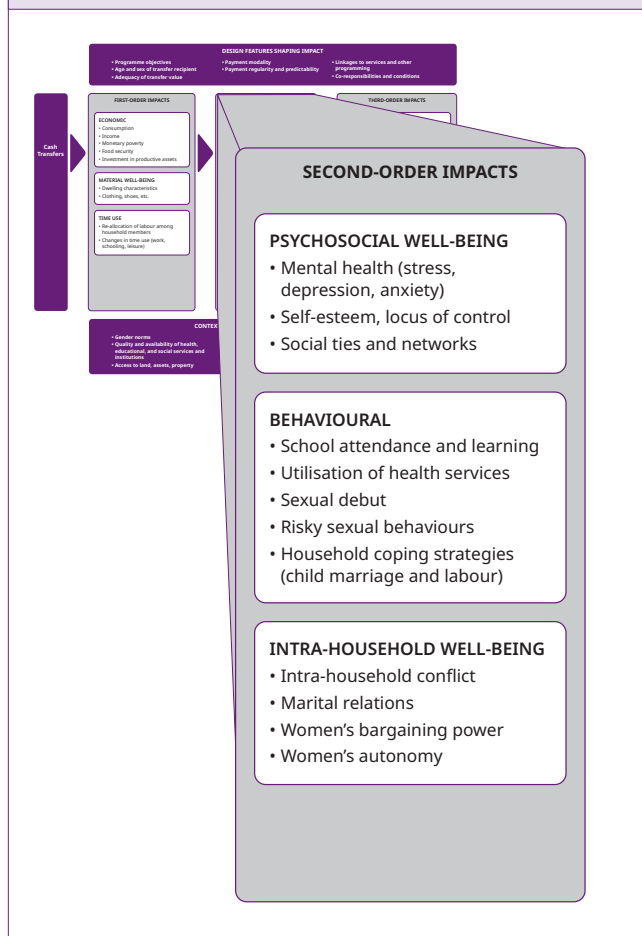 DESIGN FEATURES SHAPING IMPACT
• Programme objectives
• Age and sex of transfer recipient
• Adequacy of transfer value
• Payment modality
• Payment regularity and predictability
• Linkages to services and other
programming
• Co-responsibilities and conditions
Cash
Transfers
FIRST-ORDER IMPACTS
ECONOMIC
• Consumption
• Income
• Monetary poverty
• Food security
• Investment in productive assets
MATERIAL WELL-BEING
• Dwelling characteristics
• Clothing, shoes, etc.
TIME USE
• Re-allocation of labour among
household members
• Changes in time use (work,
schooling, leisure)
THIRD-ORDER IMPACTS
SECOND-ORDER IMPACTS
PSYCHOSOCIAL WELL-BEING
• Mental health (stress,
depression, anxiety)
• Self-esteem, locus of control
• Social ties and networks
BEHAVIOURAL
• School attendance and learning
• Utilisation of health services
• Sexual debut
• Risky sexual behaviours
• Household coping strategies
(child marriage and labour)
INTRA-HOUSEHOLD WELL-BEING
• Intra-household conflict
• Marital relations
• Women's bargaining power
• Women's autonomy
CONTEX
• Gender norms
• Quality and availability of health,
educational, and social services and
institutions
• Access to land, assets, property